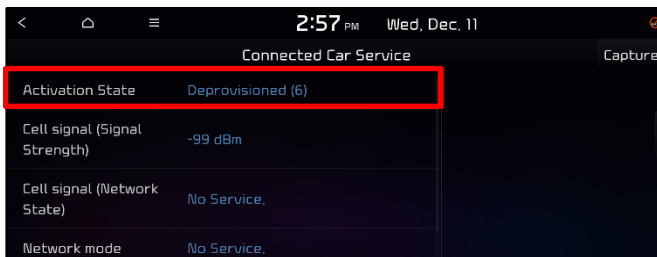 2:57 PM Wed, Dec. 11
Connected Car Service
Capture
Activation State Deprovisioned (6)
Cell signal (Signal
Strength) -99 dBm
Cell signal (Network
State) No Service,
Network mode No Service,